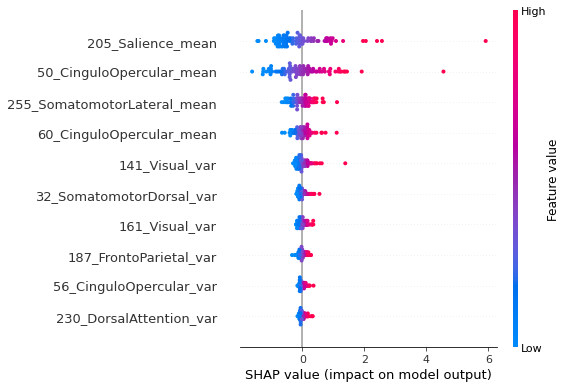 High
205_Salience_mean
50_CinguloOpercular_mean
255_SomatomotorLateral_mean
60_CinguloOpercular_mean
141_Visual_var
32_SomatomotorDorsal_var
161_Visual_var
187_FrontoParietal_var
56_CinguloOpercular_var
230_DorsalAttention_var
Feature value
Low
0 2 4 6
SHAP value (impact on model output)